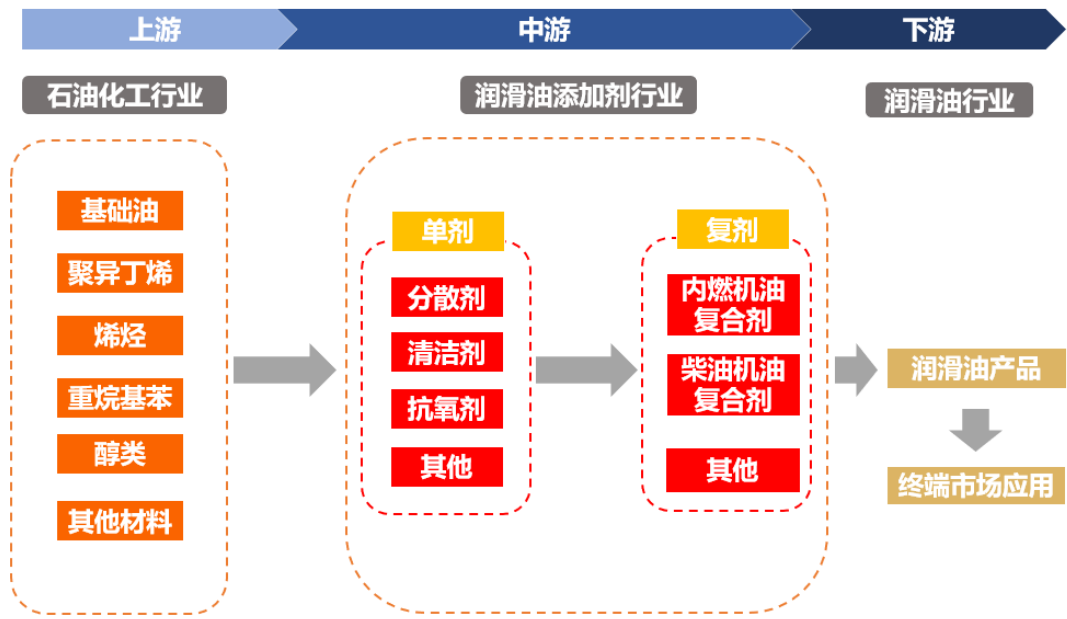 上游
中游
下游
石油化工行业
润滑油添加剂行业
润滑油行业
基础油
聚异丁烯
烯烃
重烷基苯
醇类
其他材料
单剂
分散剂
清洁剂
抗氧剂
其他
复剂
内燃机油
复合剂
柴油机油
复合剂
其他
润滑油产品
终端市场应用